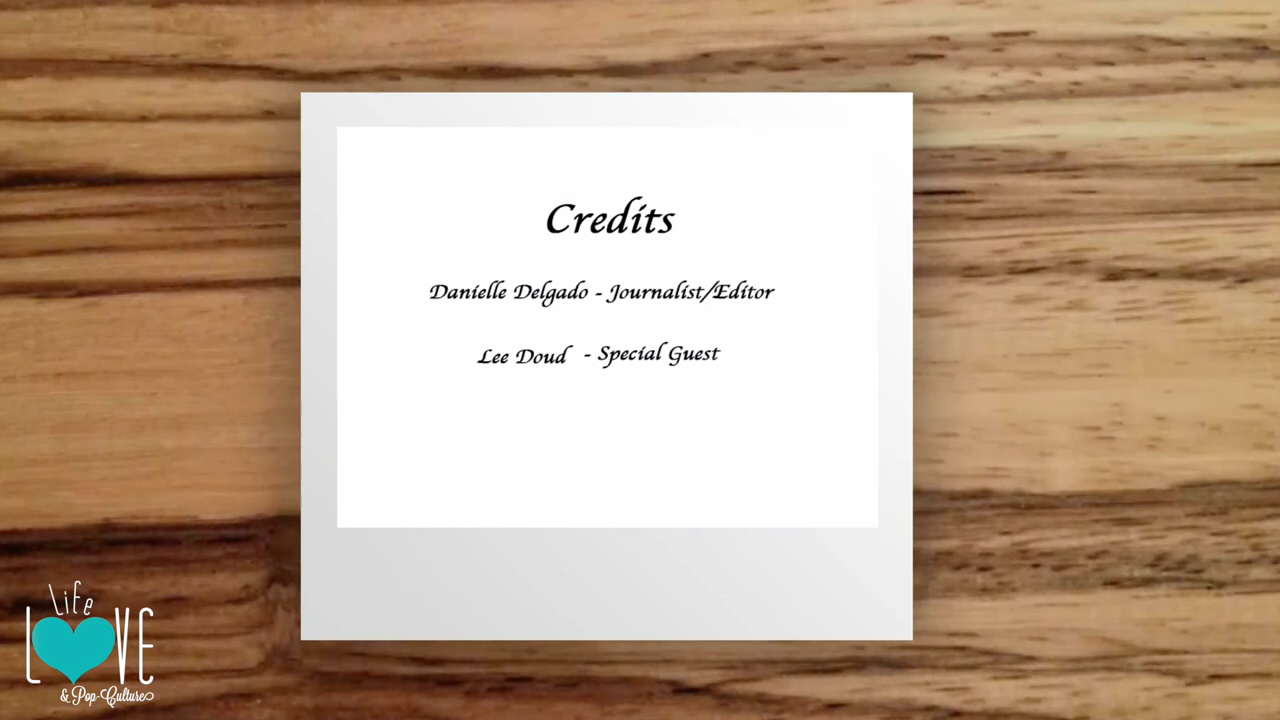 Credits
Danielle Delgado - Journalist/Editor
Lee Doud - Special Guest
Life
LOVE
& Pop-Culture